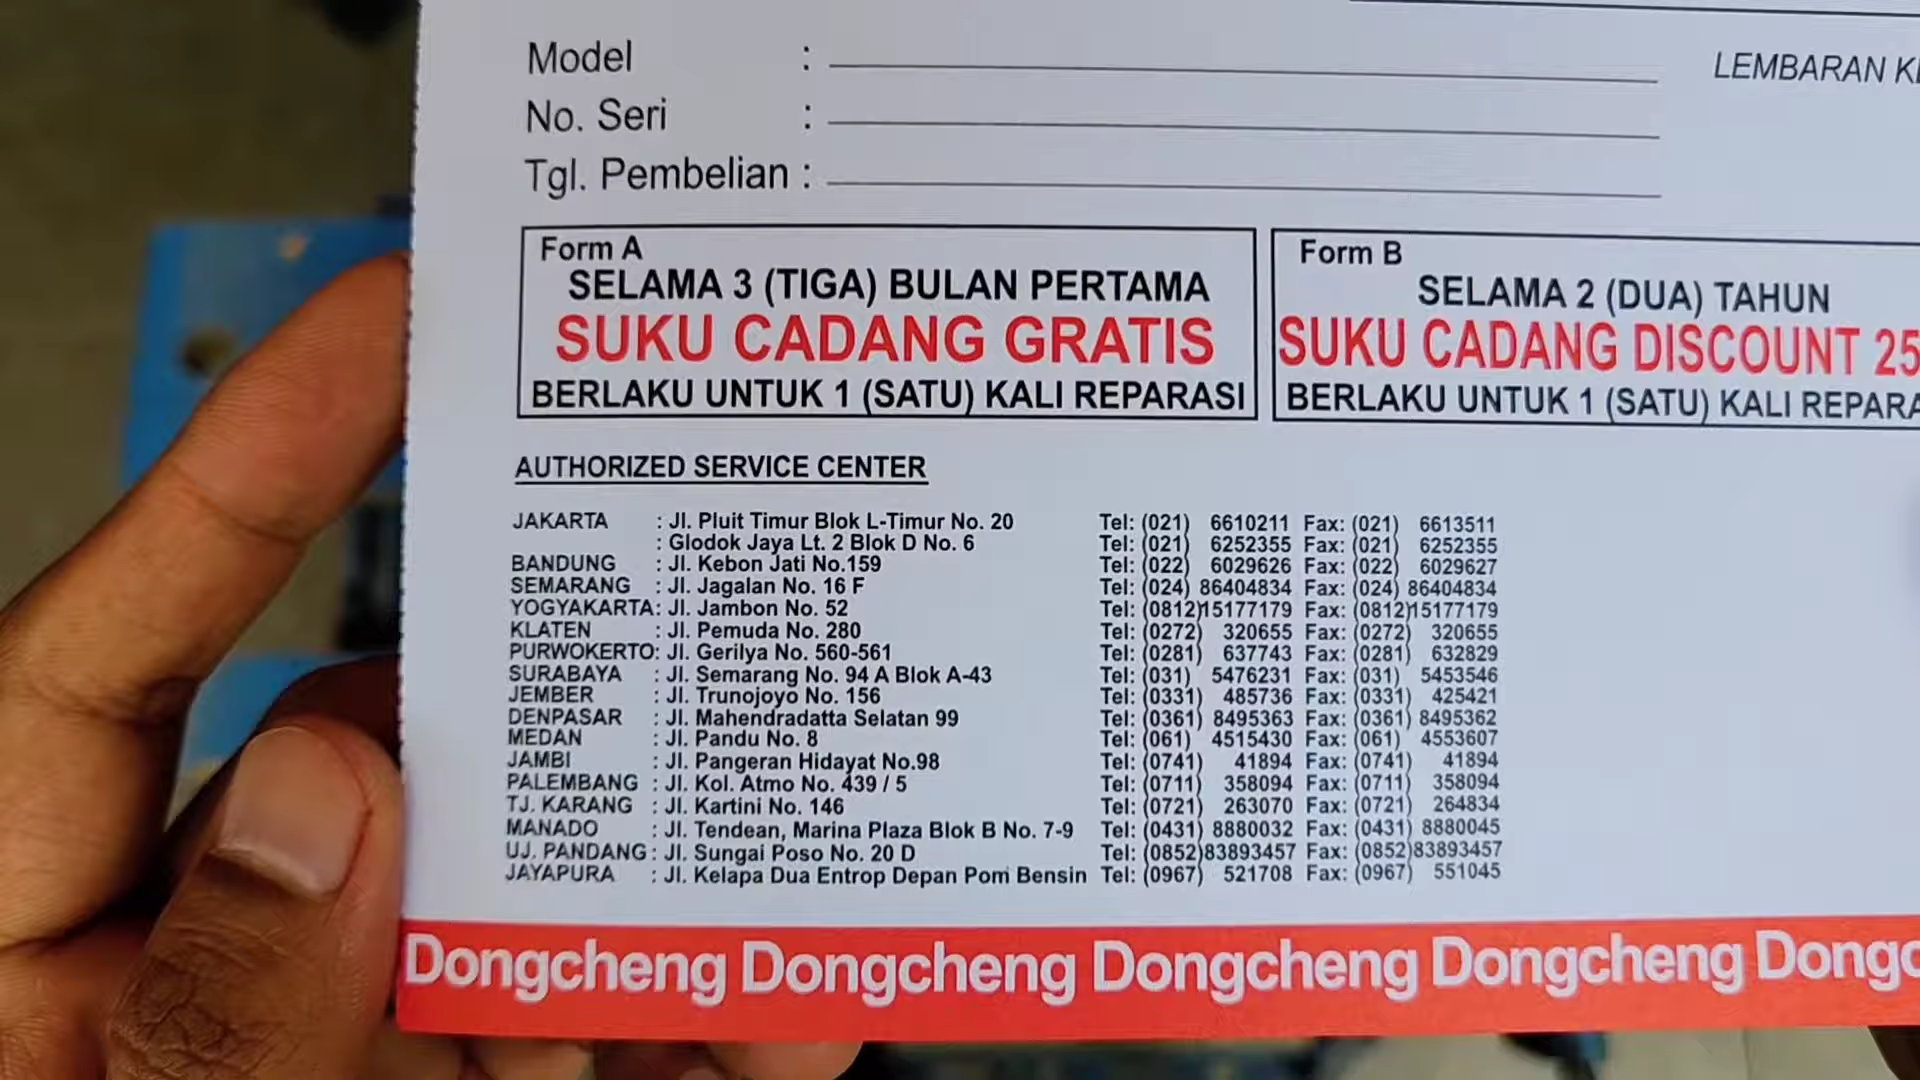 Model :
LEMBARAN
No. Seri :
Tgl. Pembelian :
Form A
SELAMA 3 (TIGA) BULAN PERTAMA
SUKU CADANG GRATIS
BERLAKU UNTUK 1 (SATU) KALI REPARASI
Form B
SELAMA 2 (DUA) TAHUN
SUKU CADANG DISCOUNT 25
BERLAKU UNTUK 1 (SATU) KALI REPARA
AUTHORIZED SERVICE CENTER
JAKARTA : Jl. Pluit Timur Blok L-Timur No. 20 Tel: (021) 6610211 Fax: (021) 6613511
: Glodok Jaya Lt. 2 Blok D No. 6 Tel: (021) 6252355 Fax: (021) 6252355
BANDUNG : Jl. Kebon Jati No.159 Tel: (022) 6029626 Fax: (022) 6029627
SEMARANG : Jl. Jagalan No. 16 F Tel: (024) 86404834 Fax: (024) 86404834
YOGYAKARTA: Jl. Jambon No. 52 Tel: (0812)15177179 Fax: (0812)15177179
KLATEN : Jl. Pemuda No. 280 Tel: (0272) 320655 Fax: (0272) 320655
PURWOKERTO: Jl. Gerilya No. 560-561 Tel: (0281) 637743 Fax: (0281) 632829
SURABAYA : Jl. Semarang No. 94 A Blok A-43 Tel: (031) 5476231 Fax: (031) 5453546
JEMBER : Jl. Trunojoyo No. 156 Tel: (0331) 485736 Fax: (0331) 425421
DENPASAR : Jl. Mahendradatta Selatan 99 Tel: (0361) 8495363 Fax: (0361) 8495362
MEDAN : Jl. Pandu No. 8 Tel: (061) 4515430 Fax: (061) 4553607
JAMBI : Jl. Pangeran Hidayat No.98 Tel: (0741) 41894 Fax: (0741) 41894
PALEMBANG : Jl. Kol. Atmo No. 439 / 5 Tel: (0711) 358094 Fax: (0711) 358094
TJ. KARANG : Jl. Kartini No. 146 Tel: (0721) 263070 Fax: (0721) 264834
MANADO : Jl. Tendean, Marina Plaza Blok B No. 7-9 Tel: (0431) 8880032 Fax: (0431) 8880045
UJ. PANDANG : Jl. Sungai Poso No. 20 D Tel: (0852)83893457 Fax: (0852)83893457
JAYAPURA : Jl. Kelapa Dua Entrop Depan Pom Bensin Tel: (0967) 521708 Fax: (0967) 551045
Dongcheng Dongcheng Dongcheng Dongcheng Dongc